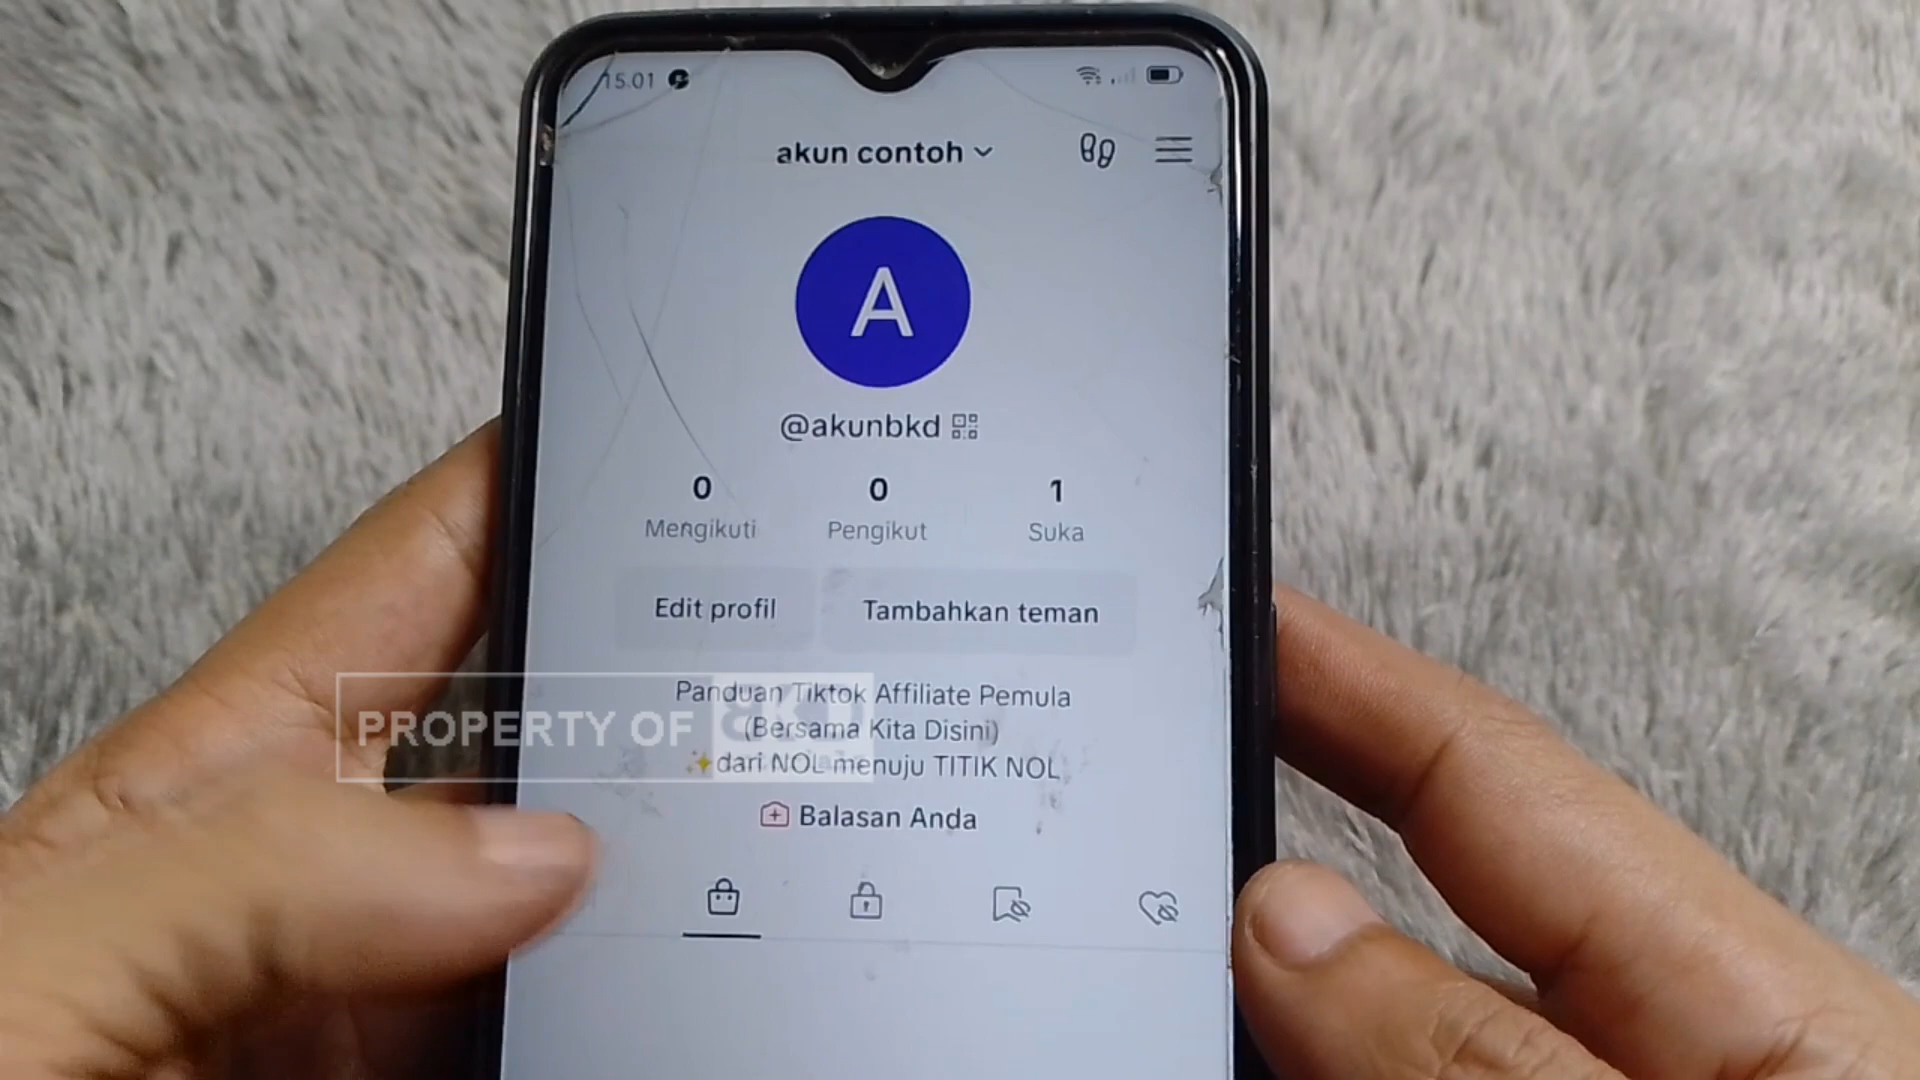 15.01
akun contoh
A
@akunbkd
0 0 1
Mengikuti Pengikut Suka
Edit profil Tambahkan teman
Panduan Tiktok Affiliate Pemula
(Bersama Kita Disini)
✨dari NOL menuju TITIK NOL
PROPERTY OF
Balasan Anda